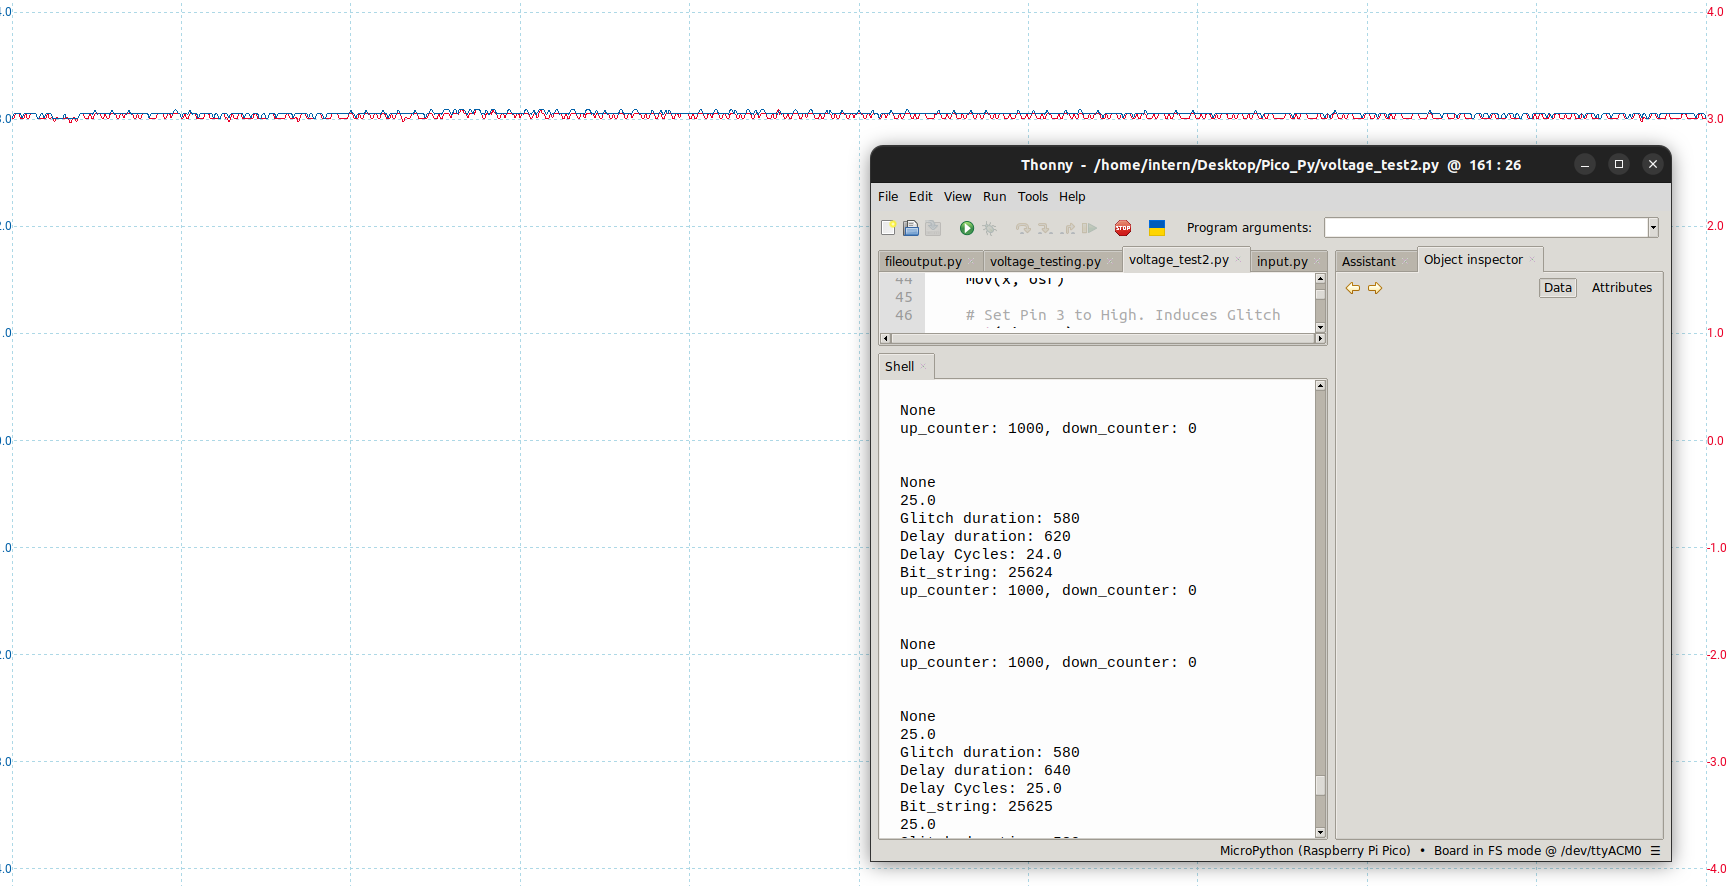 4.0
4.0
3.0
3.0
2.0
2.0
1.0
1.0
0.0
0.0
-1.0
-2.0
-3.0
-4.0
Thonny - /home/intern/Desktop/Pico_Py/voltage_test2.py @ 161 : 26
File Edit View Run Tools Help
STOP Program arguments:
fileoutput.py voltage_testing.py voltage_test2.py input.py Assistant Object inspector
44 mov(x, osr)
Data Attributes
45
46 # Set Pin 3 to High. Induces Glitch
Shell
None
up_counter: 1000, down_counter: 0
None
25.0
Glitch duration: 580
Delay duration: 620
Delay Cycles: 24.0
Bit_string: 25624
up_counter: 1000, down_counter: 0
None
up_counter: 1000, down_counter: 0
None
25.0
Glitch duration: 580
Delay duration: 640
Delay Cycles: 25.0
Bit_string: 25625
25.0
MicroPython (Raspberry Pi Pico) • Board in FS mode @ /dev/ttyACM0 ☰